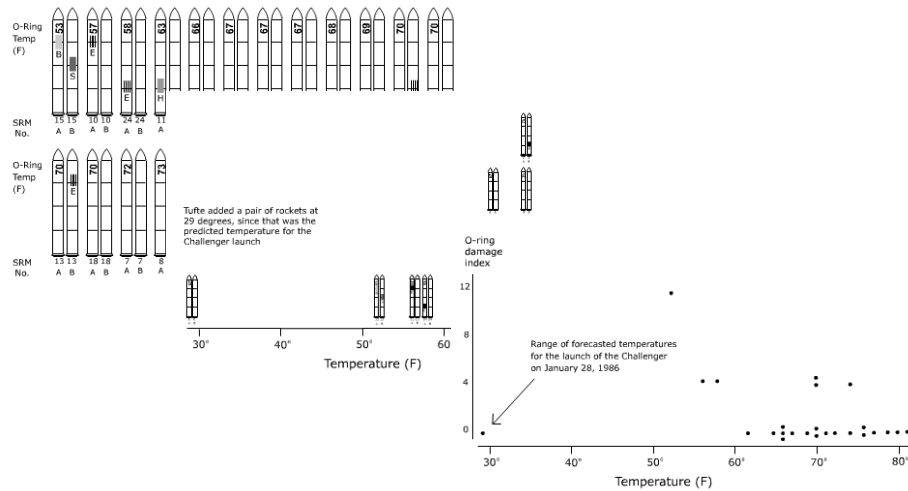 O-Ring
Temp
(F)
53 57 58 63 66 67 67 67 68 69 70 70
B S E E H
SRM
No.
15 15 10 10 24 24 11
A B A B A B A
O-Ring
Temp
(F)
70 70 72 73
E
SRM
No.
13 13 18 18 7 7 8
A B A B A B A
Tufte added a pair of rockets at
29 degrees, since that was the
predicted temperature for the
Challenger launch
30° 40° 50° 60
Temperature (F)
O-ring
damage
index
12
8
4
0
Range of forecasted temperatures
for the launch of the Challenger
on January 28, 1986
30° 40° 50° 60° 70° 80°
Temperature (F)